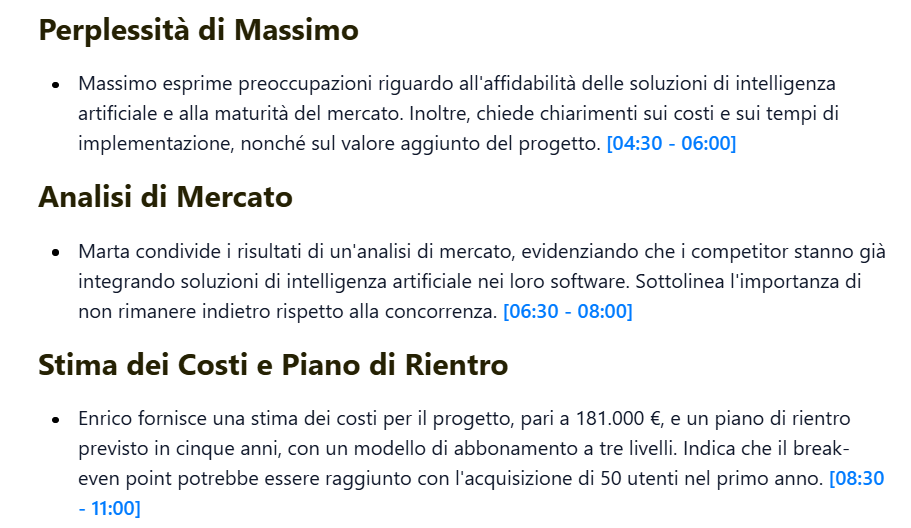 Perplessità di Massimo
• Massimo esprime preoccupazioni riguardo all'affidabilità delle soluzioni di intelligenza
artificiale e alla maturità del mercato. Inoltre, chiede chiarimenti sui costi e sui tempi di
implementazione, nonché sul valore aggiunto del progetto. [04:30 - 06:00]
Analisi di Mercato
• Marta condivide i risultati di un'analisi di mercato, evidenziando che i competitor stanno già
integrando soluzioni di intelligenza artificiale nei loro software. Sottolinea l'importanza di
non rimanere indietro rispetto alla concorrenza. [06:30 - 08:00]
Stima dei Costi e Piano di Rientro
• Enrico fornisce una stima dei costi per il progetto, pari a 181.000 €, e un piano di rientro
previsto in cinque anni, con un modello di abbonamento a tre livelli. Indica che il break-
even point potrebbe essere raggiunto con l'acquisizione di 50 utenti nel primo anno. [08:30
- 11:00]